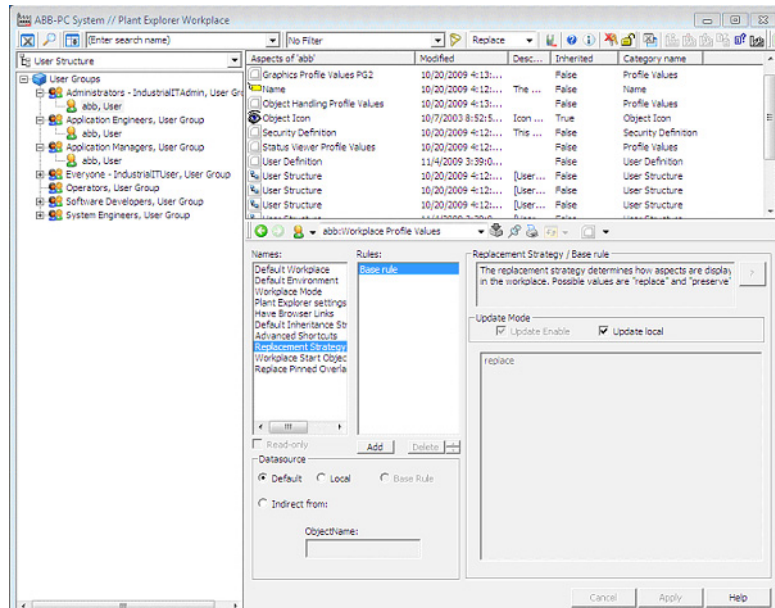 ABB-PC System // Plant Explorer Workplace
(Enter search name)
No Filter
Replace
User Structure
User Groups
Administrators - IndustrialITAdmin, User Gro
abb, User
Application Engineers, User Group
abb, User
Application Managers, User Group
abb, User
Everyone - IndustrialITUser, User Group
Operators, User Group
Software Developers, User Group
System Engineers, User Group
Aspects of 'abb' Modified Desc... Inherited Category name
Graphics Profile Values PG2 10/20/2009 4:13:... False Profile Values
Name 10/20/2009 4:12:... The ... False Name
Object Handling Profile Values 10/20/2009 4:13:... False Profile Values
Object Icon 10/7/2003 8:52:5... Icon ... True Object Icon
Security Definition 10/20/2009 4:12:... This ... False Security Definition
Status Viewer Profile Values 10/20/2009 4:12:... False Profile Values
User Definition 11/4/2009 3:39:0... False User Definition
User Structure 10/20/2009 4:12:... [User... False User Structure
User Structure 10/20/2009 4:12:... [User... False User Structure
User Structure 10/20/2009 4:12:... [User... False User Structure
abb:Workplace Profile Values
Names:
Default Workplace
Default Environment
Workplace Mode
Plant Explorer settings
Have Browser Links
Default Inheritance Str
Advanced Shortcuts
Replacement Strategy
Workplace Start Objec
Replace Pinned Overla
Read-only
Rules:
Base rule
Add Delete
Datasource
Default Local Base Rule
Indirect from:
ObjectName:
Replacement Strategy / Base rule
The replacement strategy determines how aspects are display
in the workplace. Possible values are "replace" and "preserve"
>
Update Mode
Update Enable Update local
replace
Cancel Apply Help